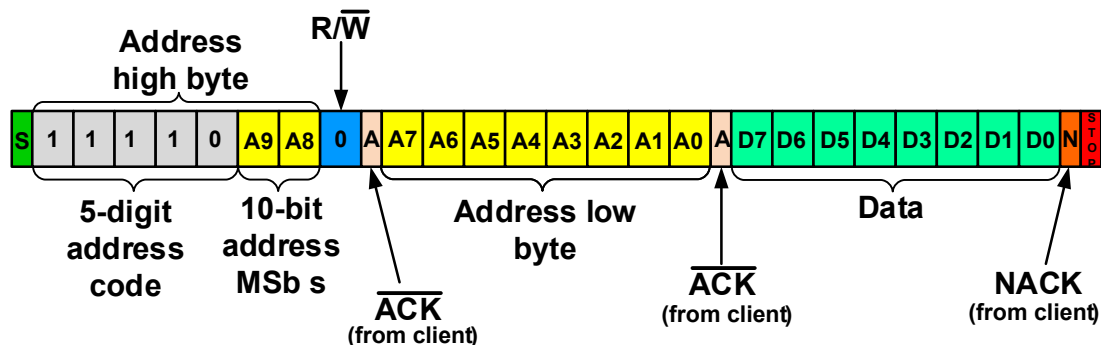 R/W
Address
high byte
S 1 1 1 1 0 A9 A8 0 A A7 A6 A5 A4 A3 A2 A1 A0 A D7 D6 D5 D4 D3 D2 D1 D0 N STOP
5-digit
address
code
10-bit
address
MSb s
ACK
(from client)
Address low
byte
ACK
(from client)
Data
NACK
(from client)